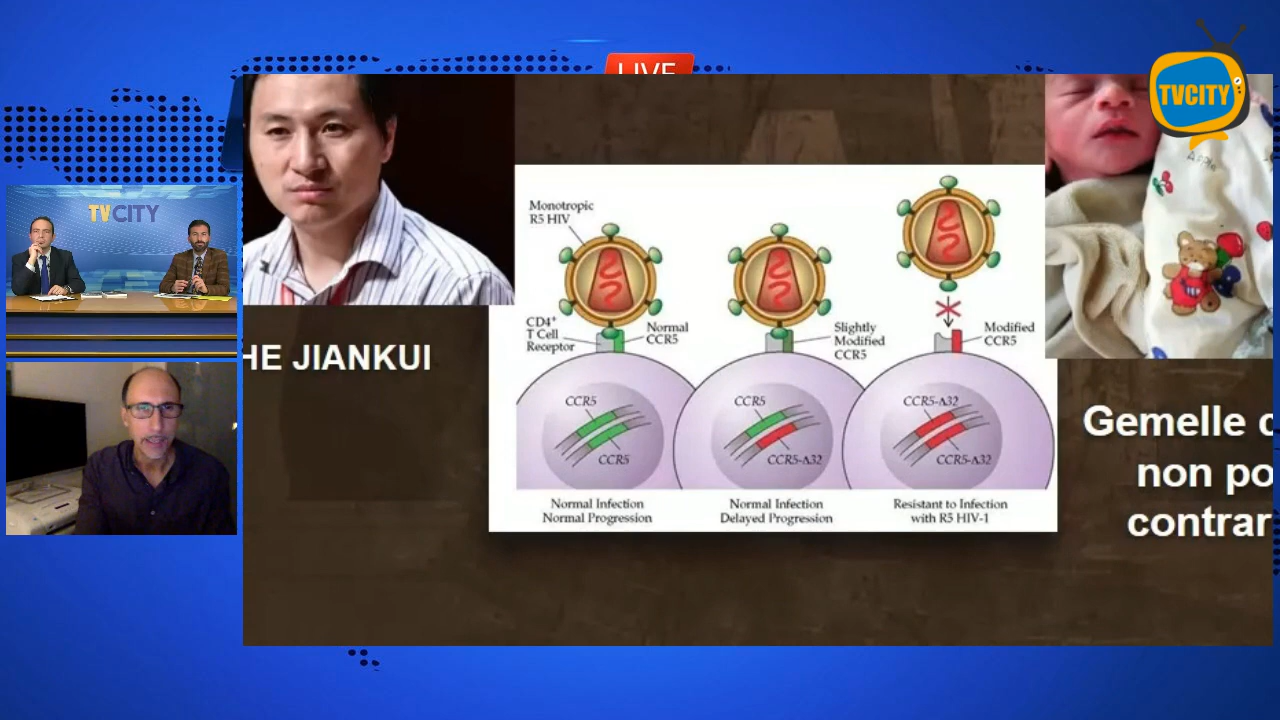 LIVE
TVCITY
TVCITY
HE JIANKUI
Monotropic
R5 HIV
CD4+
T Cell
Receptor
Normal
CCR5
Slightly
Modified
CCR5
Modified
CCR5
CCR5
CCR5
CCR5
CCR5-Δ32
CCR5-Δ32
CCR5-Δ32
Normal Infection
Normal Progression
Normal Infection
Delayed Progression
Resistant to Infection
with R5 HIV-1
Gemelle c
non po
contrar